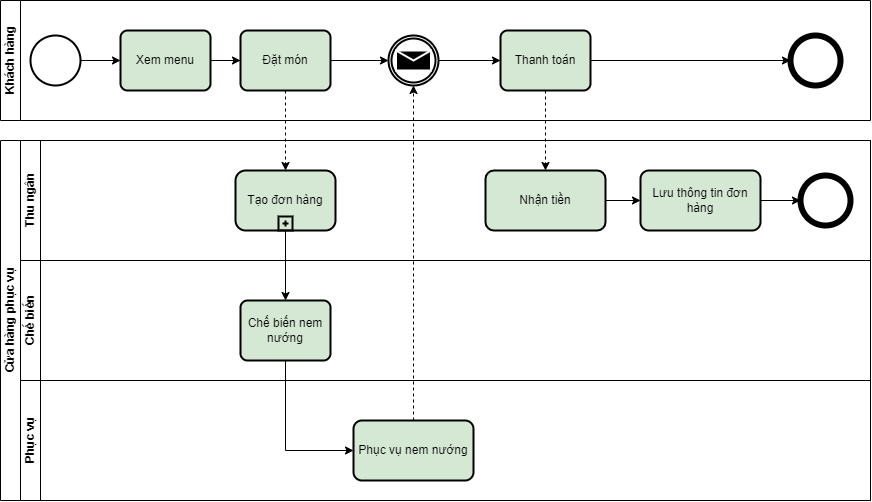 Khách hàng
Xem menu
Đặt món
Thanh toán
Cửa hàng phục vụ
Thu ngân
Tạo đơn hàng
Nhận tiền
Lưu thông tin đơn
hàng
Chế biến
Chế biến nem
nướng
Phục vụ
Phục vụ nem nướng